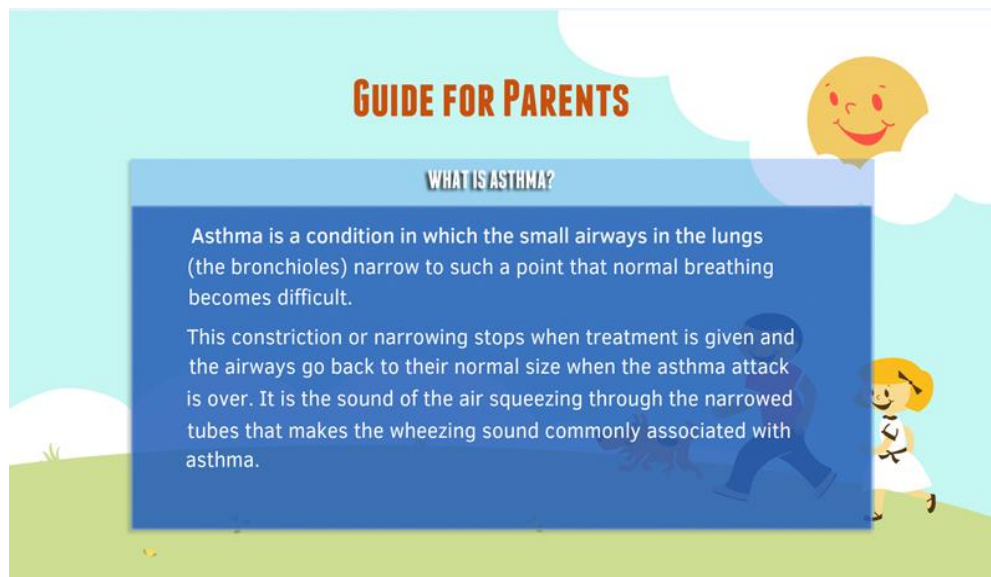 GUIDE FOR PARENTS
WHAT IS ASTHMA?
Asthma is a condition in which the small airways in the lungs
(the bronchioles) narrow to such a point that normal breathing
becomes difficult.
This constriction or narrowing stops when treatment is given and
the airways go back to their normal size when the asthma attack
is over. It is the sound of the air squeezing through the narrowed
tubes that makes the wheezing sound commonly associated with
asthma.